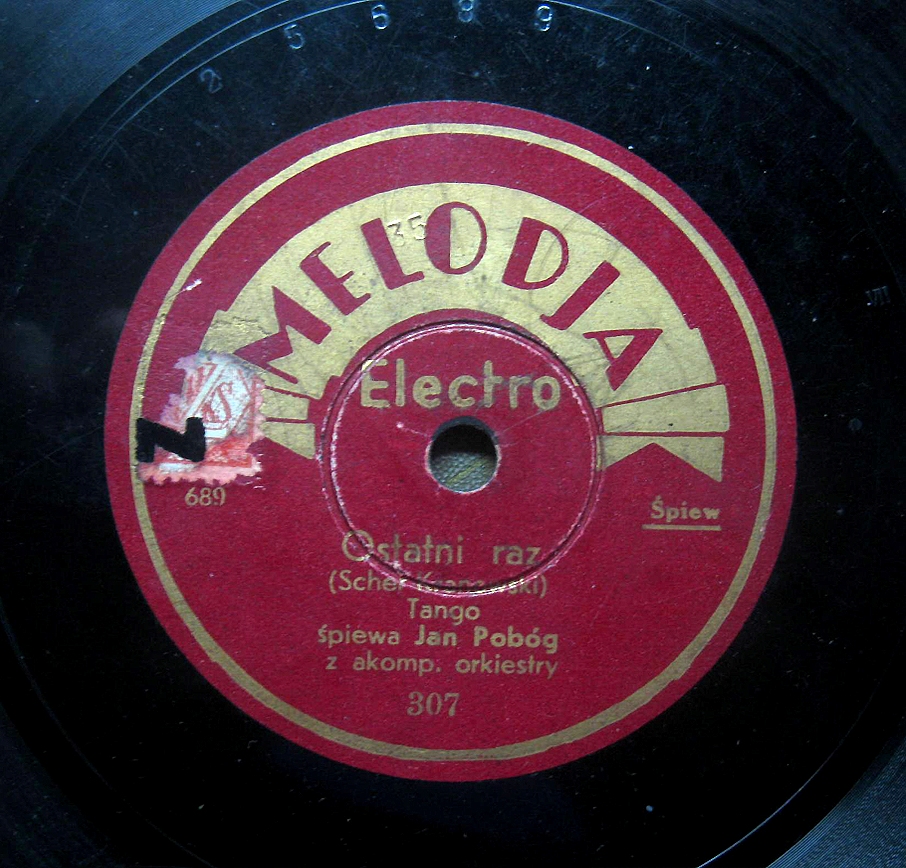 2 5 6 8 9
35
MELODJA
Electro
689
Śpiew
Ostatni raz
(Scher
Tango
śpiewa Jan Pobóg
z akomp. orkiestry
307
N